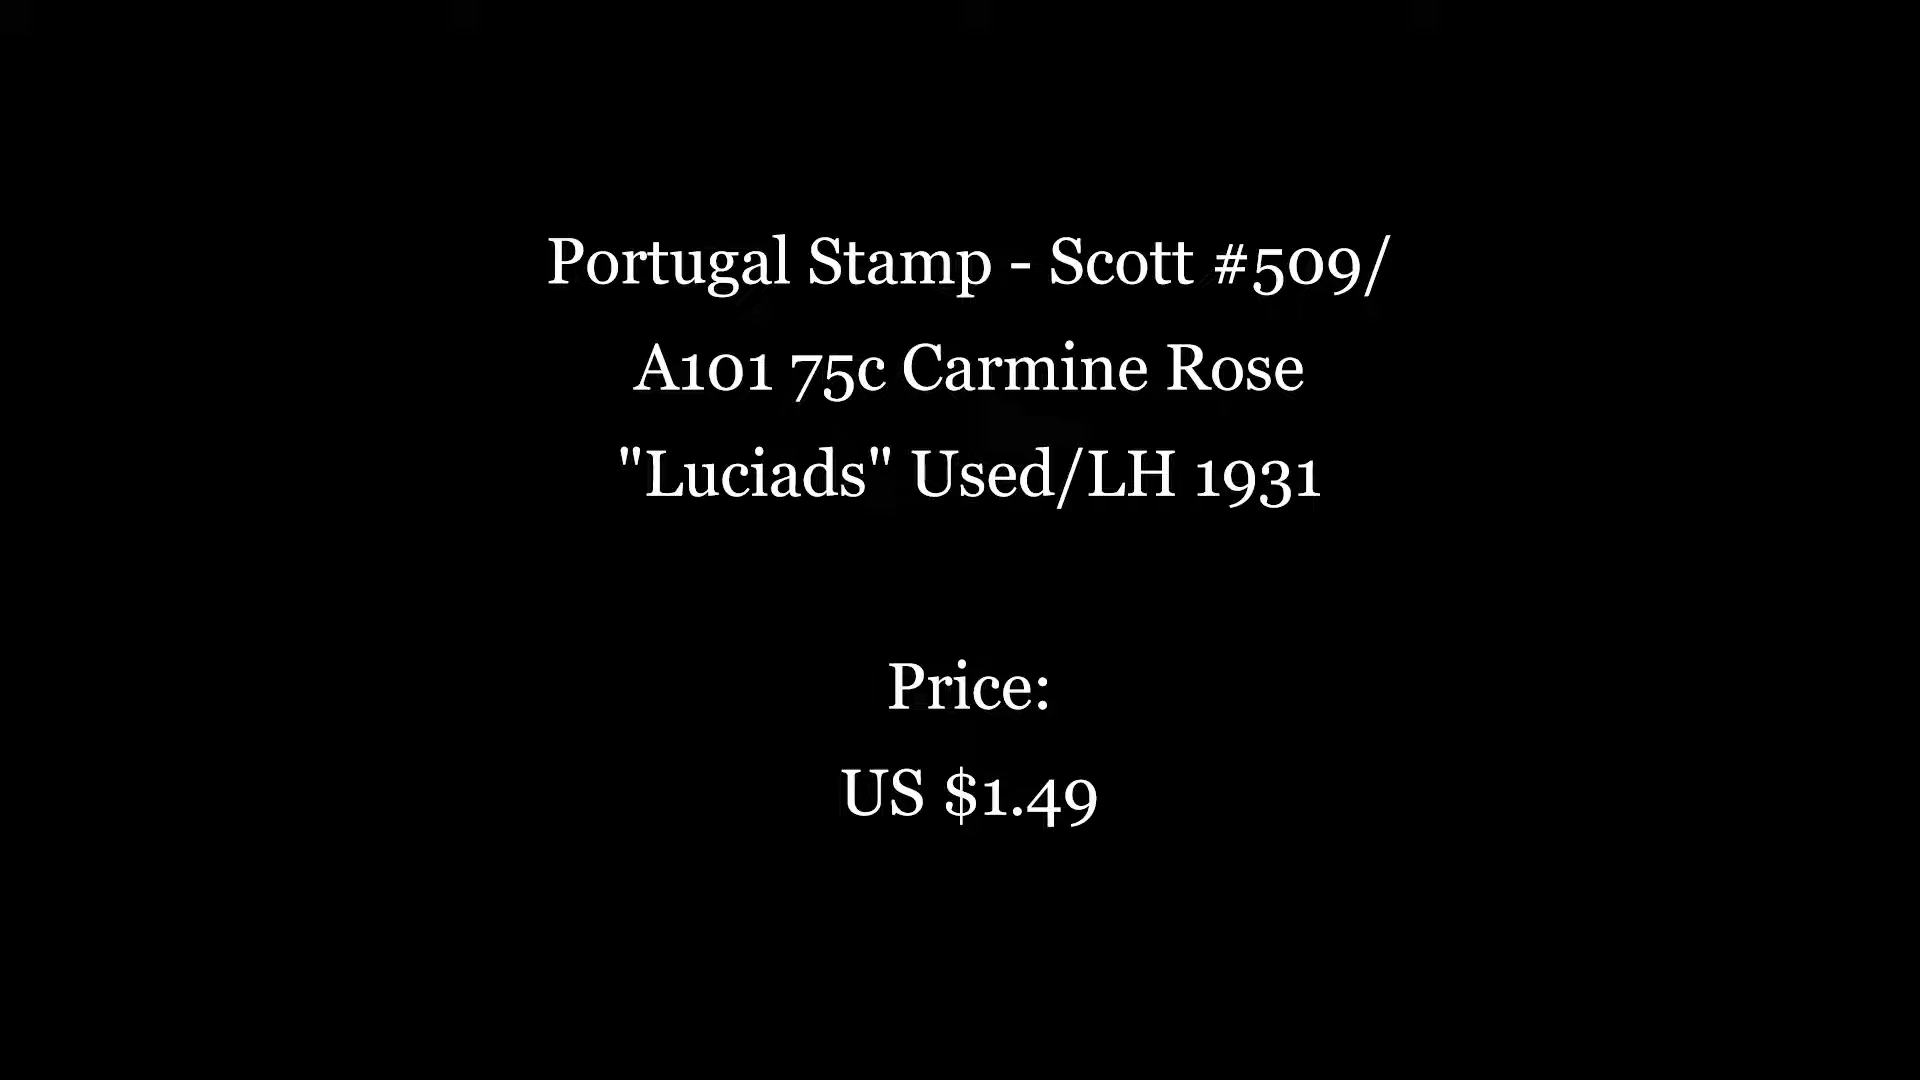 Portugal Stamp - Scott #509/
A101 75c Carmine Rose
"Luciads" Used/LH 1931
Price:
US $1.49